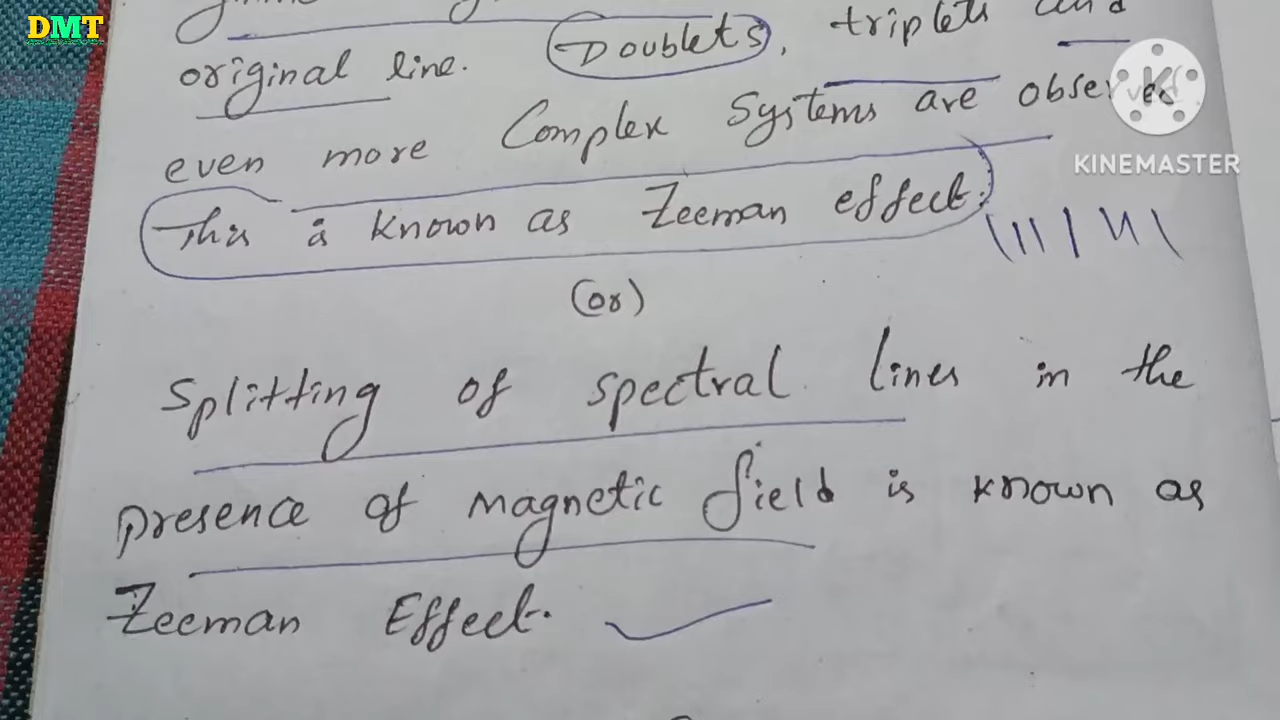 DMT
original line. Doublets, triplets and
even more Complex Systems are observed.
KINEMASTER
This is known as Zeeman effect.
(or)
Splitting of spectral lines in the
presence of magnetic field is known as
Zeeman Effect.